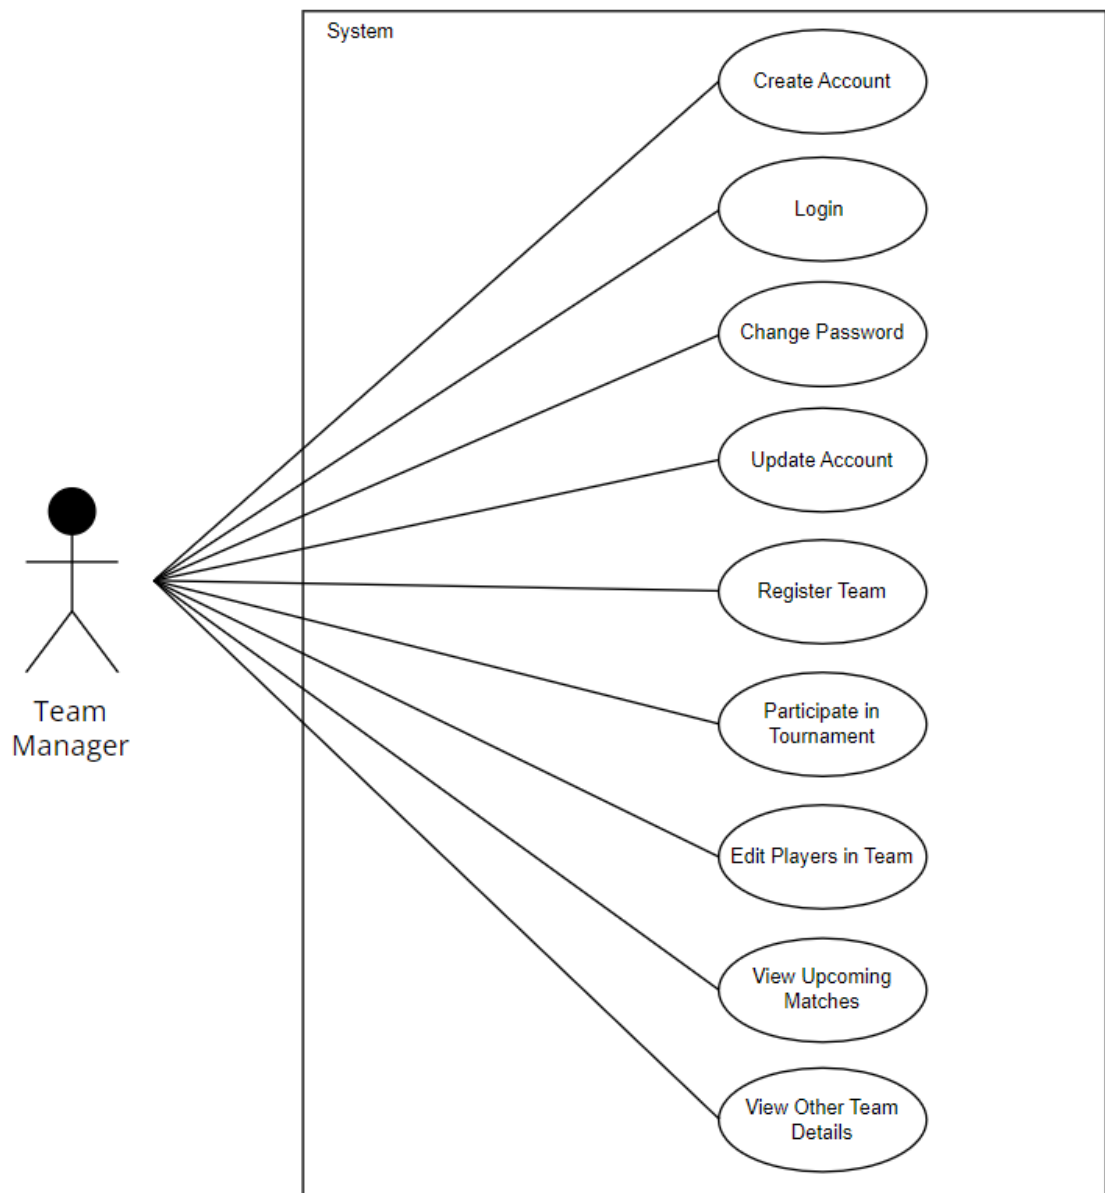 System
Create Account
Login
Change Password
Update Account
Register Team
Team
Manager
Participate in
Tournament
Edit Players in Team
View Upcoming
Matches
View Other Team
Details